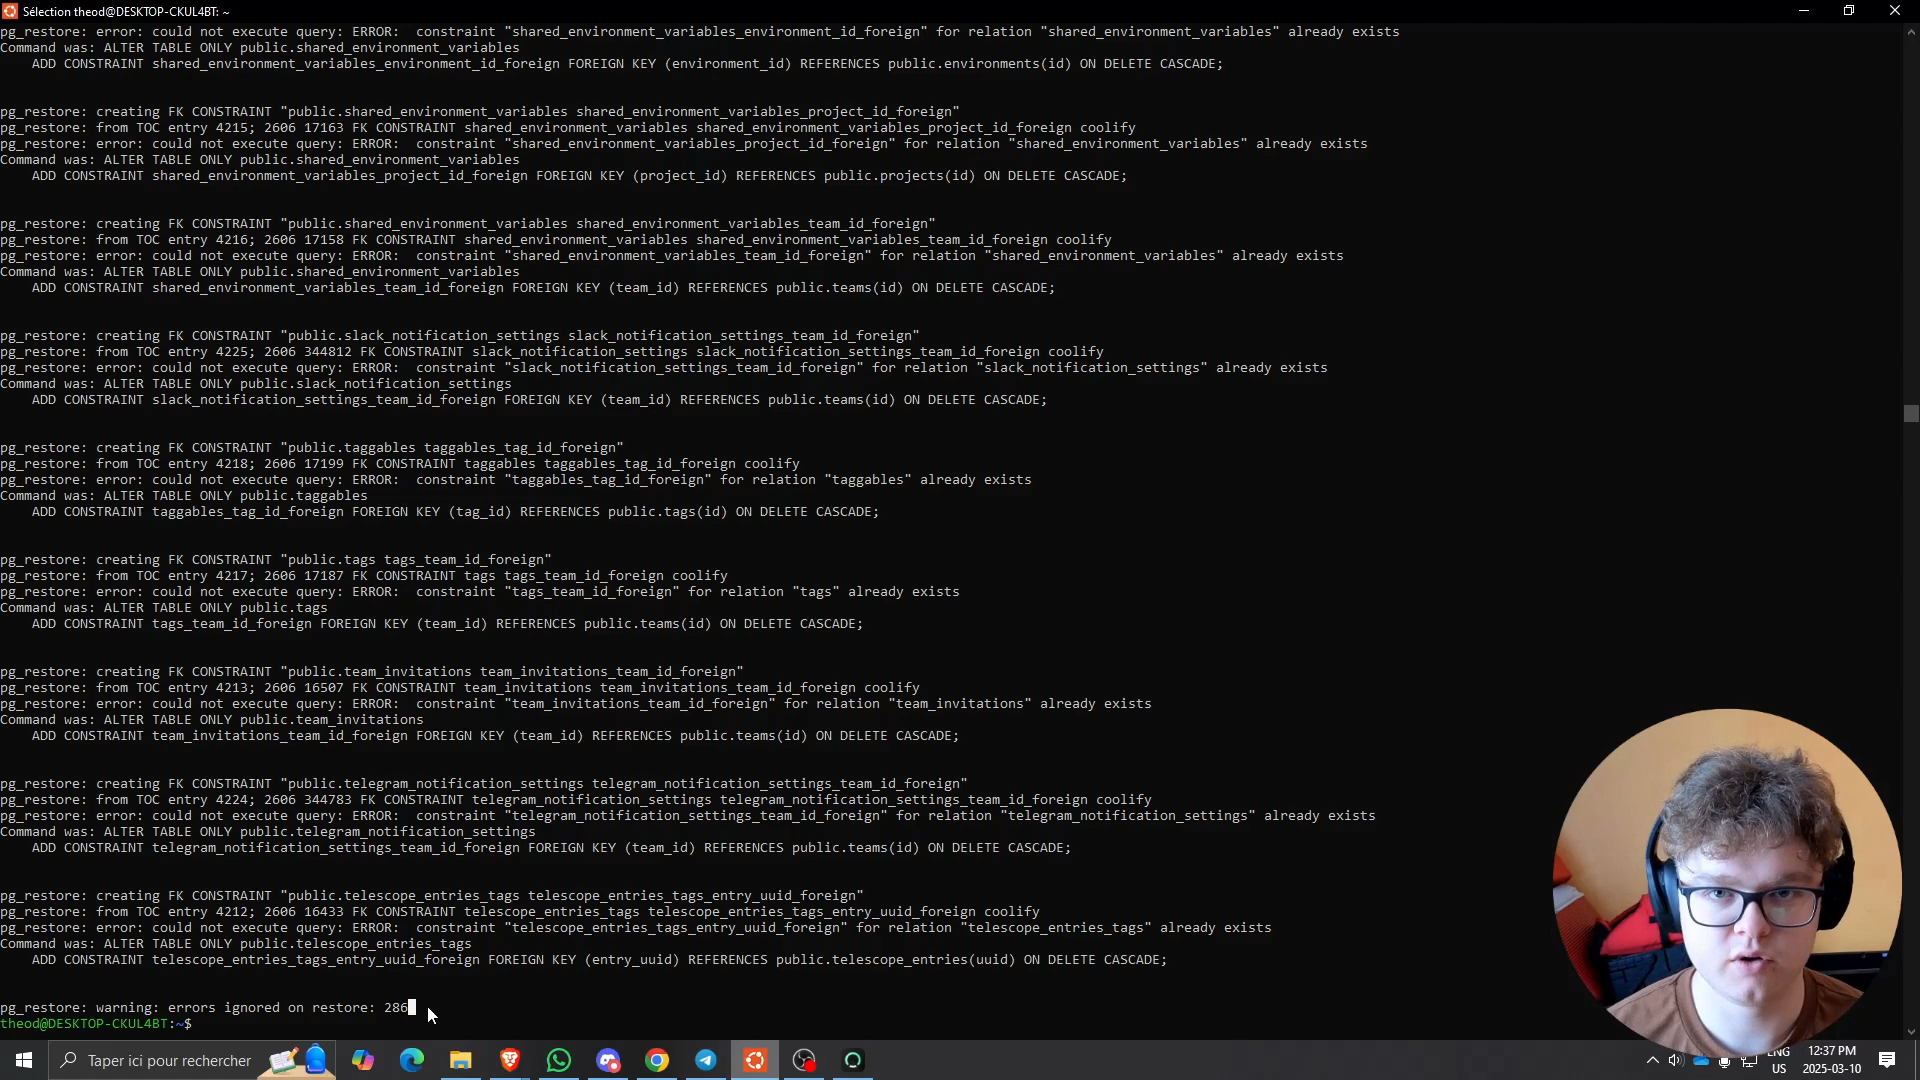 Sélection theod@DESKTOP-CKUL4BT: ~
pg_restore: error: could not execute query: ERROR:  constraint "shared_environment_variables_environment_id_foreign" for relation "shared_environment_variables" already exists
Command was: ALTER TABLE ONLY public.shared_environment_variables
    ADD CONSTRAINT shared_environment_variables_environment_id_foreign FOREIGN KEY (environment_id) REFERENCES public.environments(id) ON DELETE CASCADE;
pg_restore: creating FK CONSTRAINT "public.shared_environment_variables shared_environment_variables_project_id_foreign"
pg_restore: from TOC entry 4215; 2606 17163 FK CONSTRAINT shared_environment_variables shared_environment_variables_project_id_foreign coolify
pg_restore: error: could not execute query: ERROR:  constraint "shared_environment_variables_project_id_foreign" for relation "shared_environment_variables" already exists
Command was: ALTER TABLE ONLY public.shared_environment_variables
    ADD CONSTRAINT shared_environment_variables_project_id_foreign FOREIGN KEY (project_id) REFERENCES public.projects(id) ON DELETE CASCADE;
pg_restore: creating FK CONSTRAINT "public.shared_environment_variables shared_environment_variables_team_id_foreign"
pg_restore: from TOC entry 4216; 2606 17158 FK CONSTRAINT shared_environment_variables shared_environment_variables_team_id_foreign coolify
pg_restore: error: could not execute query: ERROR:  constraint "shared_environment_variables_team_id_foreign" for relation "shared_environment_variables" already exists
Command was: ALTER TABLE ONLY public.shared_environment_variables
    ADD CONSTRAINT shared_environment_variables_team_id_foreign FOREIGN KEY (team_id) REFERENCES public.teams(id) ON DELETE CASCADE;
pg_restore: creating FK CONSTRAINT "public.slack_notification_settings slack_notification_settings_team_id_foreign"
pg_restore: from TOC entry 4225; 2606 344812 FK CONSTRAINT slack_notification_settings slack_notification_settings_team_id_foreign coolify
pg_restore: error: could not execute query: ERROR:  constraint "slack_notification_settings_team_id_foreign" for relation "slack_notification_settings" already exists
Command was: ALTER TABLE ONLY public.slack_notification_settings
    ADD CONSTRAINT slack_notification_settings_team_id_foreign FOREIGN KEY (team_id) REFERENCES public.teams(id) ON DELETE CASCADE;
pg_restore: creating FK CONSTRAINT "public.taggables taggables_tag_id_foreign"
pg_restore: from TOC entry 4218; 2606 17199 FK CONSTRAINT taggables taggables_tag_id_foreign coolify
pg_restore: error: could not execute query: ERROR:  constraint "taggables_tag_id_foreign" for relation "taggables" already exists
Command was: ALTER TABLE ONLY public.taggables
    ADD CONSTRAINT taggables_tag_id_foreign FOREIGN KEY (tag_id) REFERENCES public.tags(id) ON DELETE CASCADE;
pg_restore: creating FK CONSTRAINT "public.tags tags_team_id_foreign"
pg_restore: from TOC entry 4217; 2606 17187 FK CONSTRAINT tags tags_team_id_foreign coolify
pg_restore: error: could not execute query: ERROR:  constraint "tags_team_id_foreign" for relation "tags" already exists
Command was: ALTER TABLE ONLY public.tags
    ADD CONSTRAINT tags_team_id_foreign FOREIGN KEY (team_id) REFERENCES public.teams(id) ON DELETE CASCADE;
pg_restore: creating FK CONSTRAINT "public.team_invitations team_invitations_team_id_foreign"
pg_restore: from TOC entry 4213; 2606 16507 FK CONSTRAINT team_invitations team_invitations_team_id_foreign coolify
pg_restore: error: could not execute query: ERROR:  constraint "team_invitations_team_id_foreign" for relation "team_invitations" already exists
Command was: ALTER TABLE ONLY public.team_invitations
    ADD CONSTRAINT team_invitations_team_id_foreign FOREIGN KEY (team_id) REFERENCES public.teams(id) ON DELETE CASCADE;
pg_restore: creating FK CONSTRAINT "public.telegram_notification_settings telegram_notification_settings_team_id_foreign"
pg_restore: from TOC entry 4224; 2606 344783 FK CONSTRAINT telegram_notification_settings telegram_notification_settings_team_id_foreign coolify
pg_restore: error: could not execute query: ERROR:  constraint "telegram_notification_settings_team_id_foreign" for relation "telegram_notification_settings" already exists
Command was: ALTER TABLE ONLY public.telegram_notification_settings
    ADD CONSTRAINT telegram_notification_settings_team_id_foreign FOREIGN KEY (team_id) REFERENCES public.teams(id) ON DELETE CASCADE;
pg_restore: creating FK CONSTRAINT "public.telescope_entries_tags telescope_entries_tags_entry_uuid_foreign"
pg_restore: from TOC entry 4212; 2606 16433 FK CONSTRAINT telescope_entries_tags telescope_entries_tags_entry_uuid_foreign coolify
pg_restore: error: could not execute query: ERROR:  constraint "telescope_entries_tags_entry_uuid_foreign" for relation "telescope_entries_tags" already exists
Command was: ALTER TABLE ONLY public.telescope_entries_tags
    ADD CONSTRAINT telescope_entries_tags_entry_uuid_foreign FOREIGN KEY (entry_uuid) REFERENCES public.telescope_entries(uuid) ON DELETE CASCADE;
pg_restore: warning: errors ignored on restore: 286
theod@DESKTOP-CKUL4BT:~$
Taper ici pour rechercher
ENG
US
12:37 PM
2025-03-10